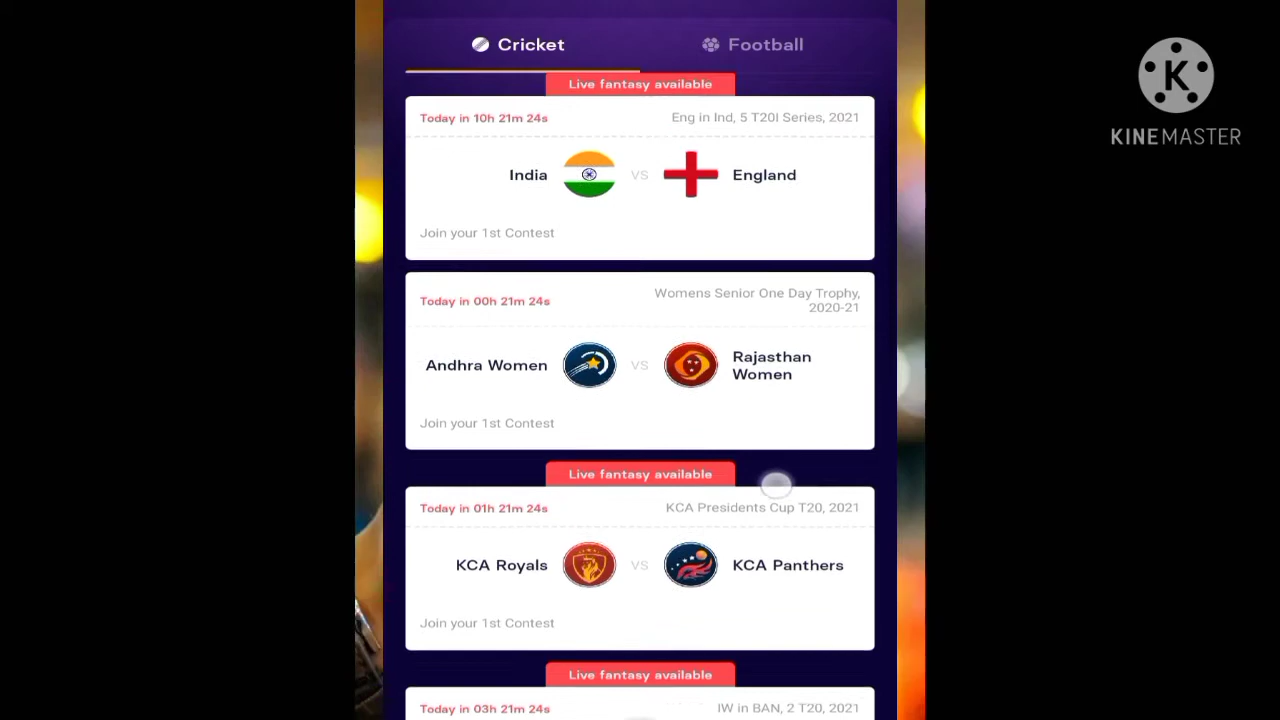 Cricket
Football
Live fantasy available
Today in 10h 21m 24s
Eng in Ind, 5 T20I Series, 2021
India
VS
England
Join your 1st Contest
Today in 00h 21m 24s
Womens Senior One Day Trophy,
2020-21
Andhra Women
VS
Rajasthan
Women
Join your 1st Contest
Live fantasy available
Today in 01h 21m 24s
KCA Presidents Cup T20, 2021
KCA Royals
VS
KCA Panthers
Join your 1st Contest
Live fantasy available
Today in 03h 21m 24s
IW in BAN, 2 T20, 2021
K
KINEMASTER